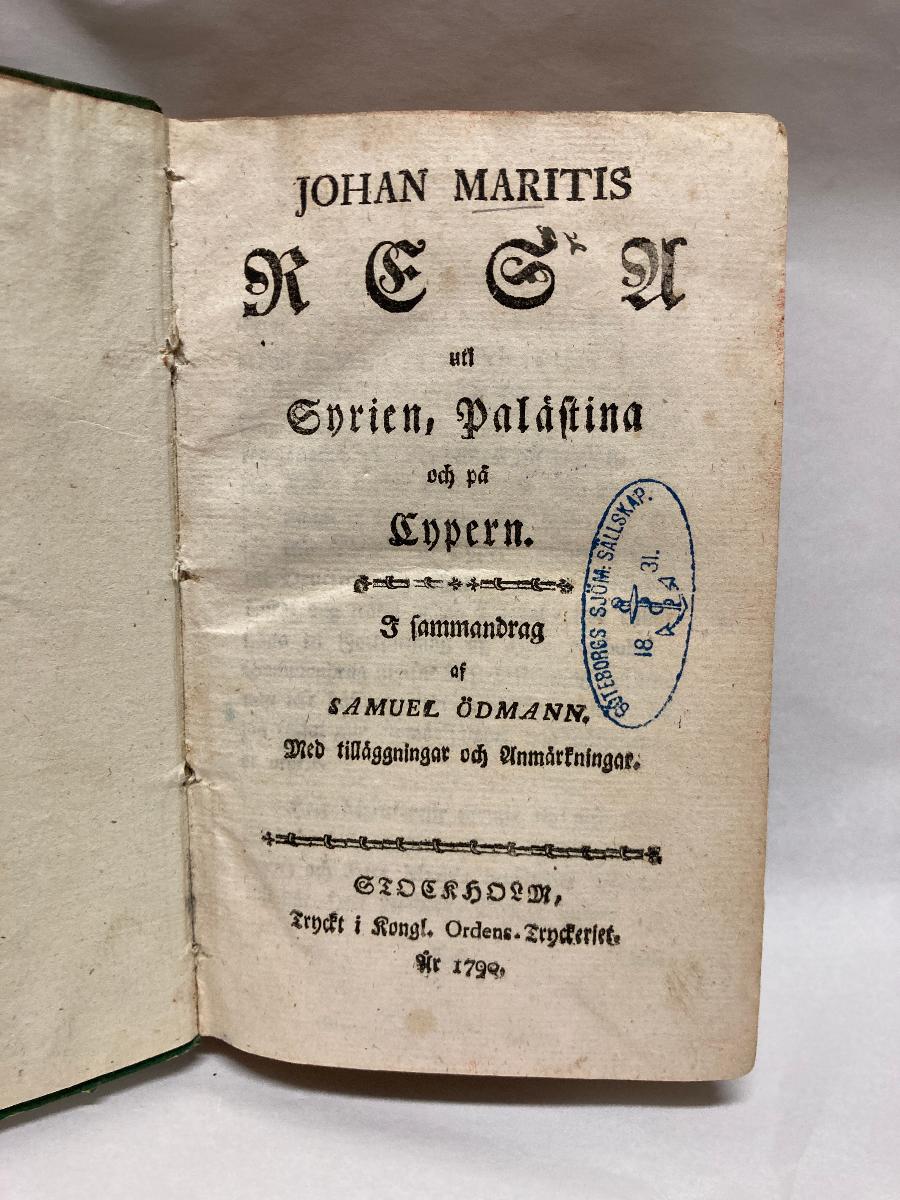 JOHAN MARITIS
RESA
uti
Syrien, Palästina
och på
Cypern.
I sammandrag
af
SAMUEL ÖDMANN.
Med tilläggningar och Anmärkningar.
STOCKHOLM,
Tryckt i Kongl. Ordens-Tryckeriet.
År 1790.
GÖTEBORGS SJÖM: SÄLLSKAP.
18 31.